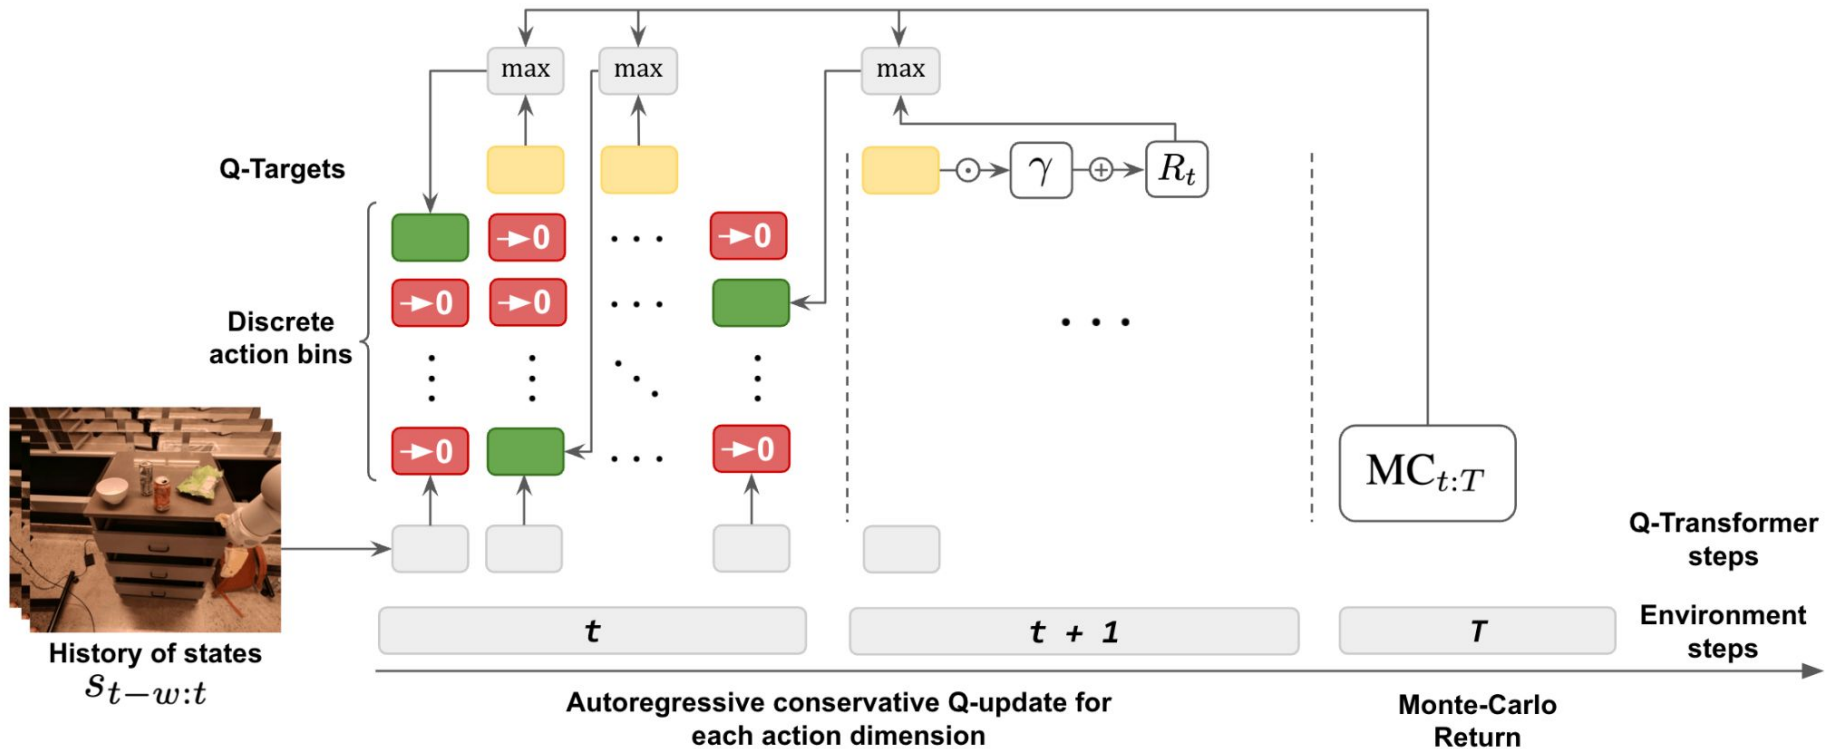 max
max
max
Q-Targets
γ
R_t
→0
→0
→0
→0
→0
Discrete
action bins
→0
→0
MC_{t:T}
Q-Transformer
steps
t
t + 1
T
Environment
steps
History of states
s_{t-w:t}
Autoregressive conservative Q-update for
each action dimension
Monte-Carlo
Return